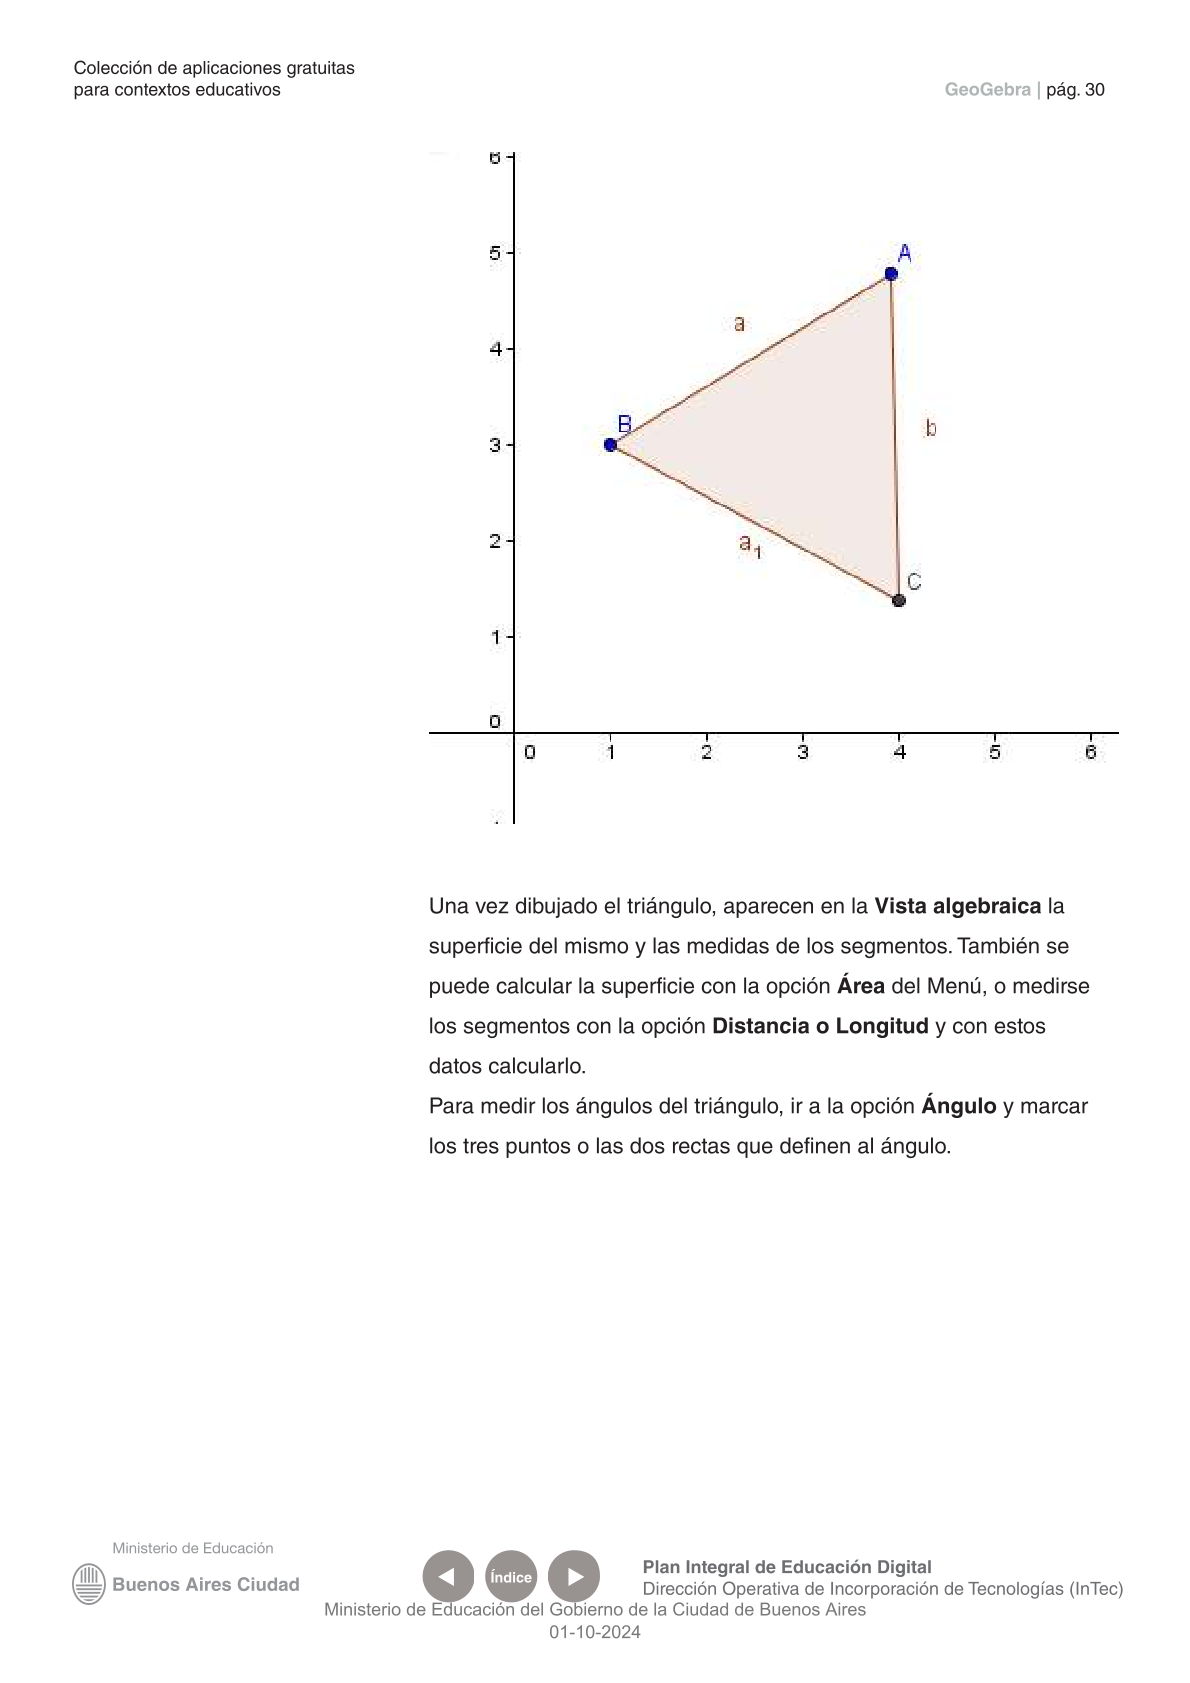 Colección de aplicaciones gratuitas
para contextos educativos
GeoGebra | pág. 30
6
5
A
a
4
B
b
3
2
a1
C
1
0
0 1 2 3 4 5 6
Una vez dibujado el triángulo, aparecen en la Vista algebraica la
superficie del mismo y las medidas de los segmentos. También se
puede calcular la superficie con la opción Área del Menú, o medirse
los segmentos con la opción Distancia o Longitud y con estos
datos calcularlo.
Para medir los ángulos del triángulo, ir a la opción Ángulo y marcar
los tres puntos o las dos rectas que definen al ángulo.
Ministerio de Educación
Buenos Aires Ciudad
Índice
Plan Integral de Educación Digital
Dirección Operativa de Incorporación de Tecnologías (InTec)
Ministerio de Educación del Gobierno de la Ciudad de Buenos Aires
01-10-2024